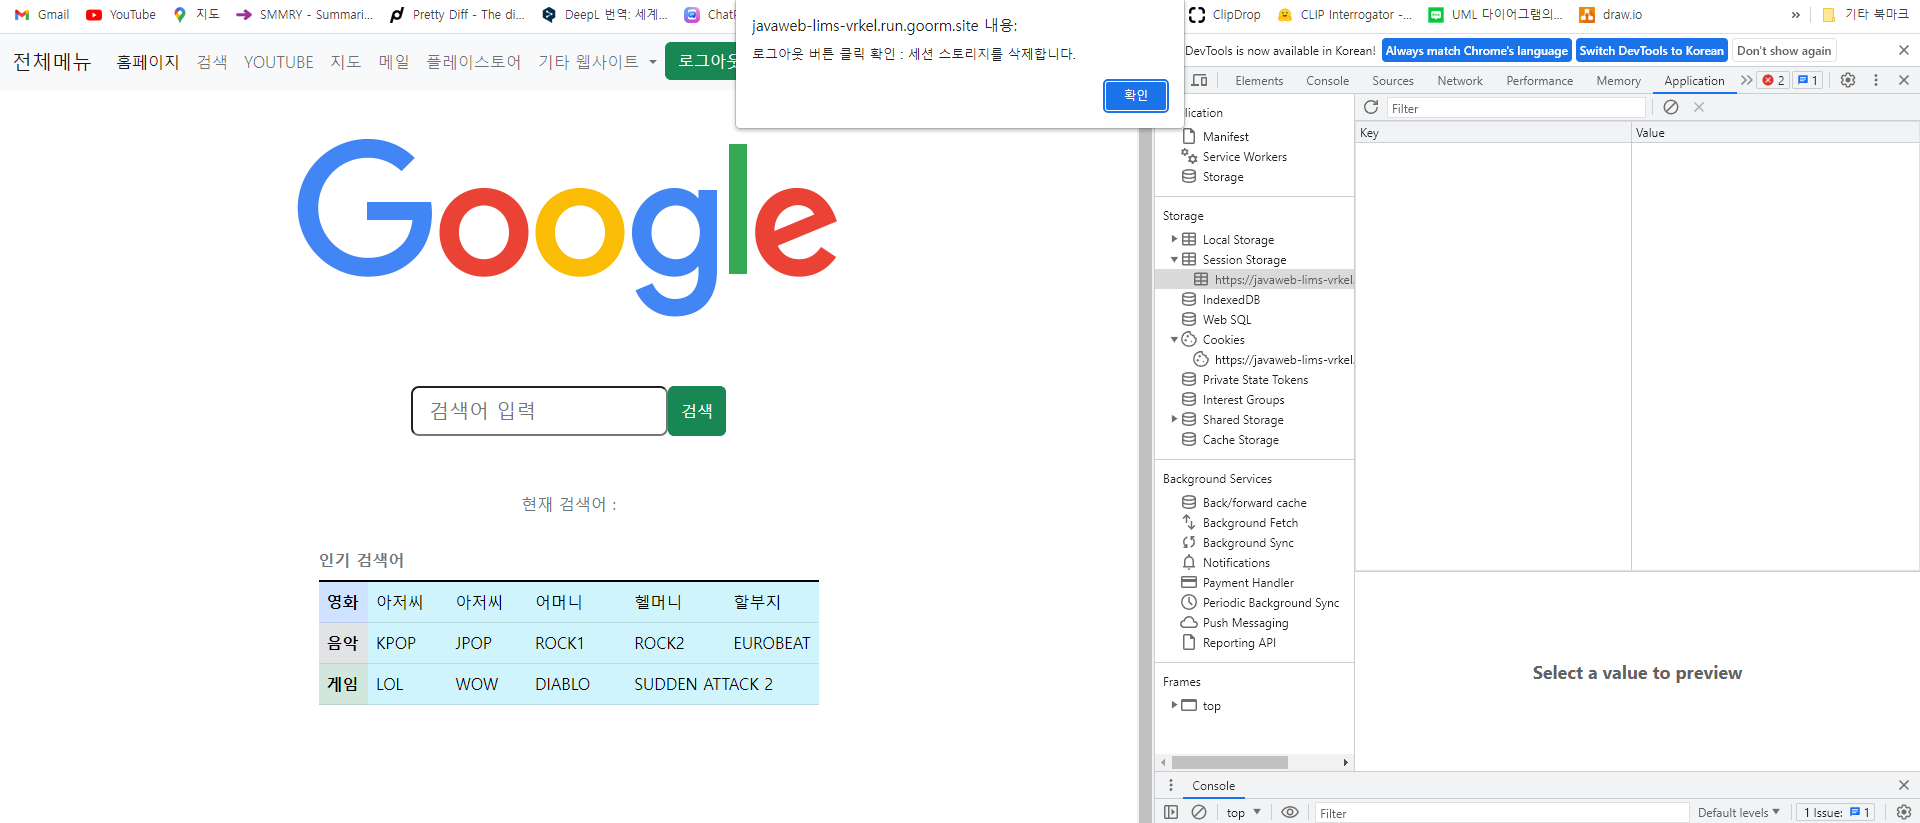 Gmail YouTube 지도 SMMRY - Summari... Pretty Diff - The di... DeepL 번역: 세계... ClipDrop CLIP Interrogator -... UML 다이어그램의... draw.io » 기타 북마크
javaweb-lims-vrkel.run.goorm.site 내용:
로그아웃 버튼 클릭 확인 : 세션 스토리지를 삭제합니다.
확인
전체메뉴 홈페이지 검색 YOUTUBE 지도 메일 플레이스토어 기타 웹사이트
Google
검색어 입력 검색
현재 검색어 :
인기 검색어
영화 아저씨 아저씨 어머니 헬머니 할부지
음악 KPOP JPOP ROCK1 ROCK2 EUROBEAT
게임 LOL WOW DIABLO SUDDEN ATTACK 2
DevTools is now available in Korean! Always match Chrome's language Switch DevTools to Korean Don't show again
Elements Console Sources Network Performance Memory Application » 2 1
Filter
Key Value
Manifest
Service Workers
Storage
Storage
Local Storage
Session Storage
https://javaweb-lims-vrkel.
IndexedDB
Web SQL
Cookies
https://javaweb-lims-vrkel.
Private State Tokens
Interest Groups
Shared Storage
Cache Storage
Background Services
Back/forward cache
Background Fetch
Background Sync
Notifications
Payment Handler
Periodic Background Sync
Push Messaging
Reporting API
Frames
top
Select a value to preview
Console
top Filter Default levels 1 Issue: 1